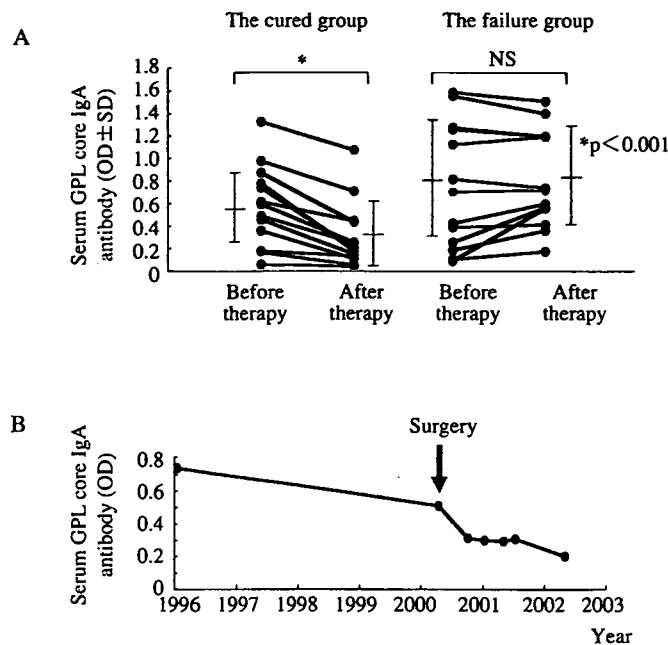 The cured group
The failure group
A
*
NS
Serum GPL core IgA
antibody (OD±SD)
1.8
1.6
1.4
1.2
1.0
0.8
0.6
0.4
0.2
0
*p<0.001
Before
therapy
After
therapy
Before
therapy
After
therapy
B
Surgery
Serum GPL core IgA
antibody (OD)
0.8
0.6
0.4
0.2
0
1996 1997 1998 1999 2000 2001 2002 2003
Year